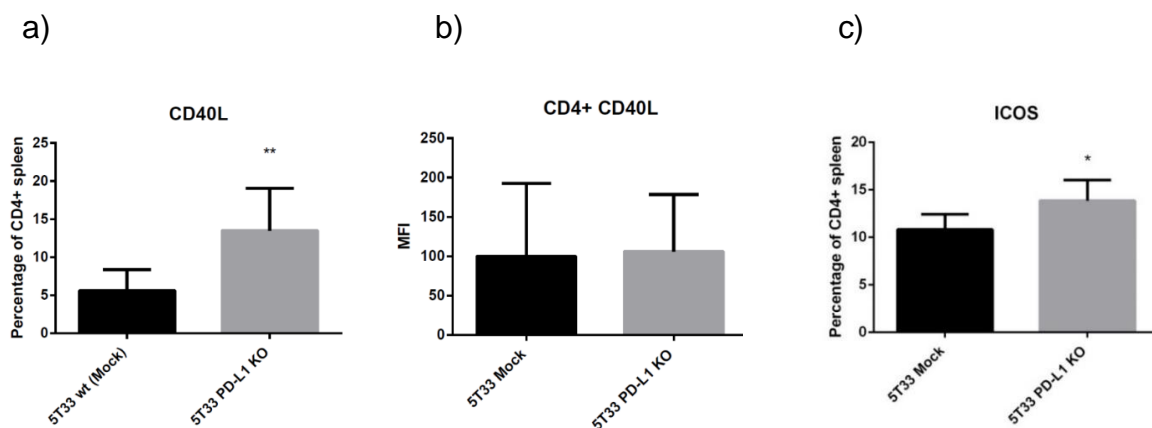 a)
b)
c)
CD40L
Percentage of CD4+ spleen
25
20
15
10
5
0
**
5T33 wt (Mock)
5T33 PD-L1 KO
CD4+ CD40L
MFI
250
200
150
100
50
0
5T33 Mock
5T33 PD-L1 KO
ICOS
Percentage of CD4+ spleen
20
15
10
5
0
*
5T33 Mock
5T33 PD-L1 KO